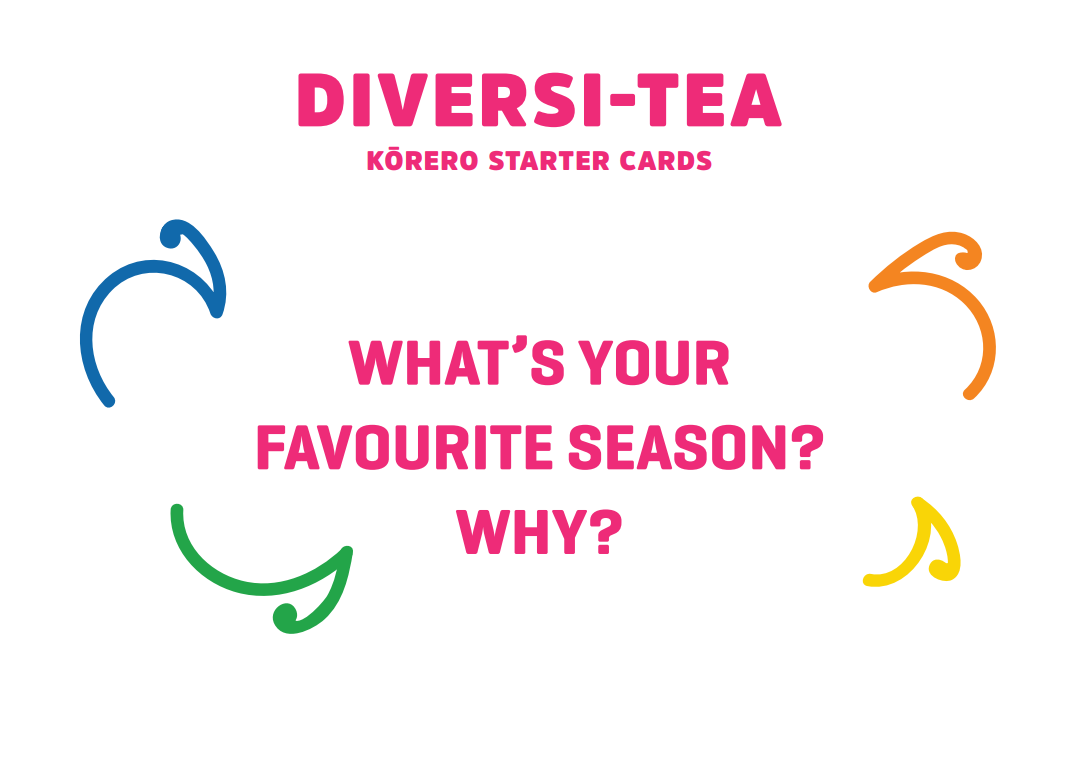 DIVERSI-TEA
KŌRERO STARTER CARDS
WHAT’S YOUR
FAVOURITE SEASON?
WHY?